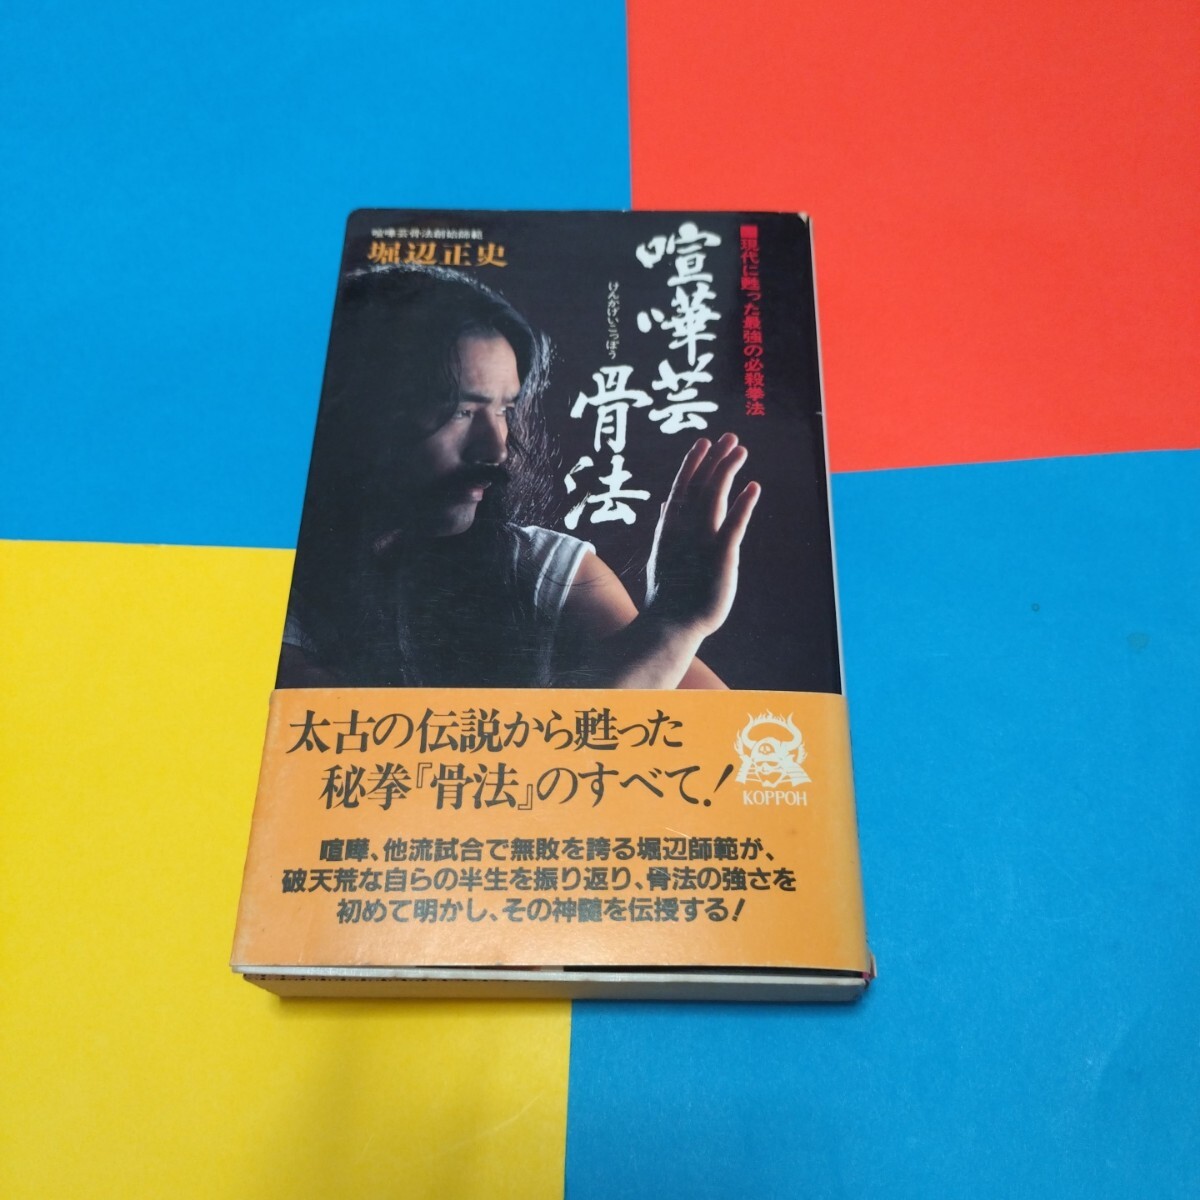 ■現代に甦った最強の必殺拳法
喧嘩芸
骨法
けんかげいこっぽう
喧嘩芸骨法創始師範
堀辺正史
太古の伝説から甦った
秘拳『骨法』のすべて!
KOPPOH
喧嘩、他流試合で無敗を誇る堀辺師範が、
破天荒な自らの半生を振り返り、骨法の強さを
初めて明かし、その神髄を伝授する!